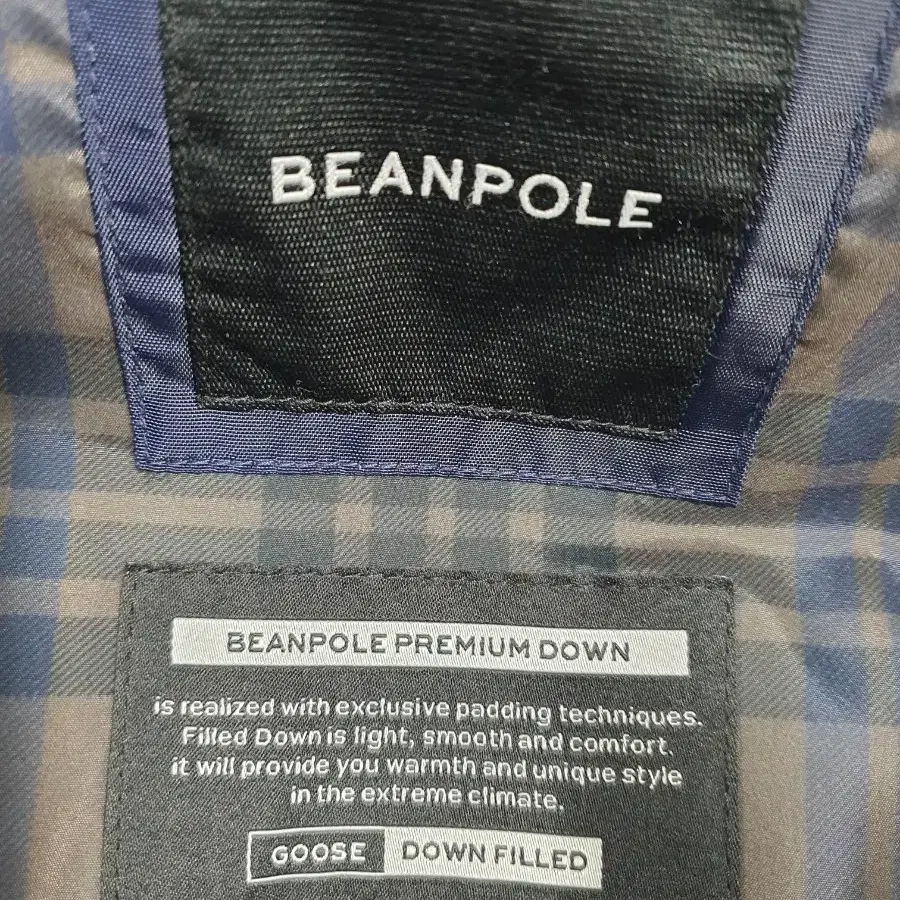 BEANPOLE
BEANPOLE PREMIUM DOWN
is realized with exclusive padding techniques.
Filled Down is light, smooth and comfort.
it will provide you warmth and unique style
in the extreme climate.
GOOSE DOWN FILLED